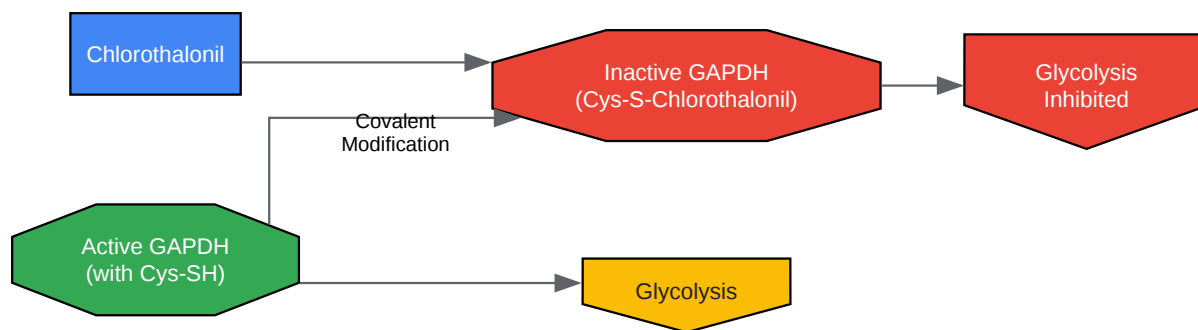 Chlorothalonil
Inactive GAPDH
(Cys-S-Chlorothalonil)
Glycolysis
Inhibited
Covalent
Modification
Active GAPDH
(with Cys-SH)
Glycolysis